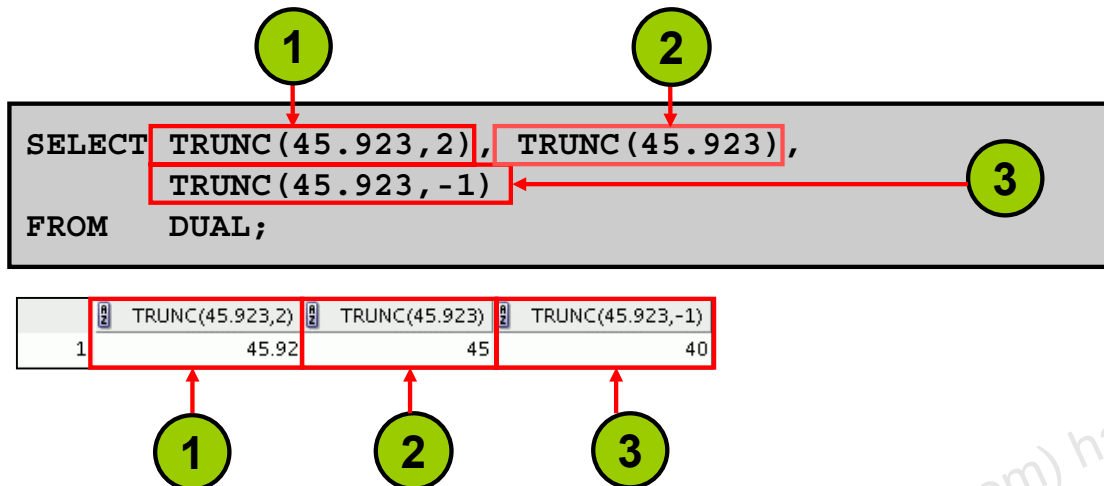 1 2
SELECT TRUNC(45.923,2), TRUNC(45.923),
TRUNC(45.923,-1) 3
FROM DUAL;
TRUNC(45.923,2) TRUNC(45.923) TRUNC(45.923,-1)
1 45.92 45 40
1 2 3